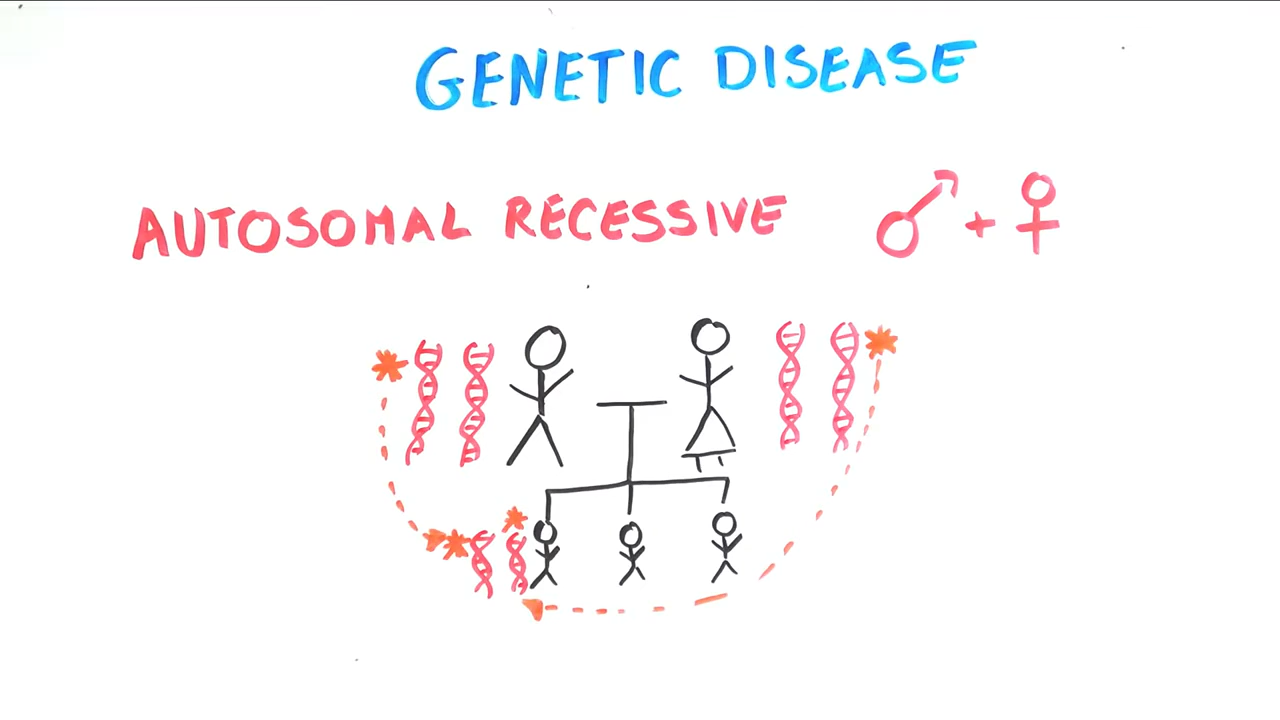 GENETIC DISEASE
AUTOSOMAL RECESSIVE ♂ + ♀